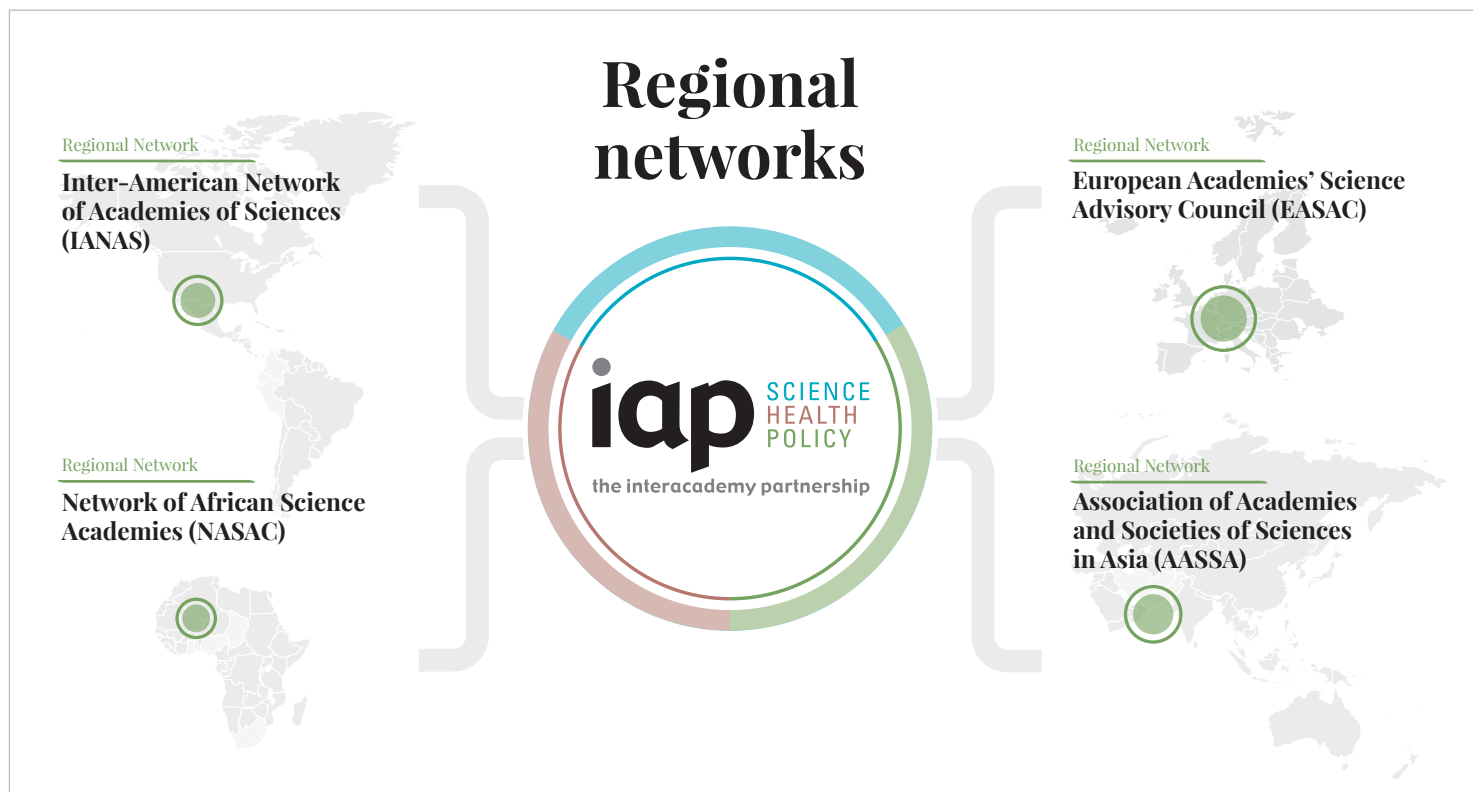 Regional
networks
Regional Network
Inter-American Network
of Academies of Sciences
(IANAS)
Regional Network
Network of African Science
Academies (NASAC)
iap
SCIENCE
HEALTH
POLICY
the interacademy partnership
Regional Network
European Academies’ Science
Advisory Council (EASAC)
Regional Network
Association of Academies
and Societies of Sciences
in Asia (AASSA)